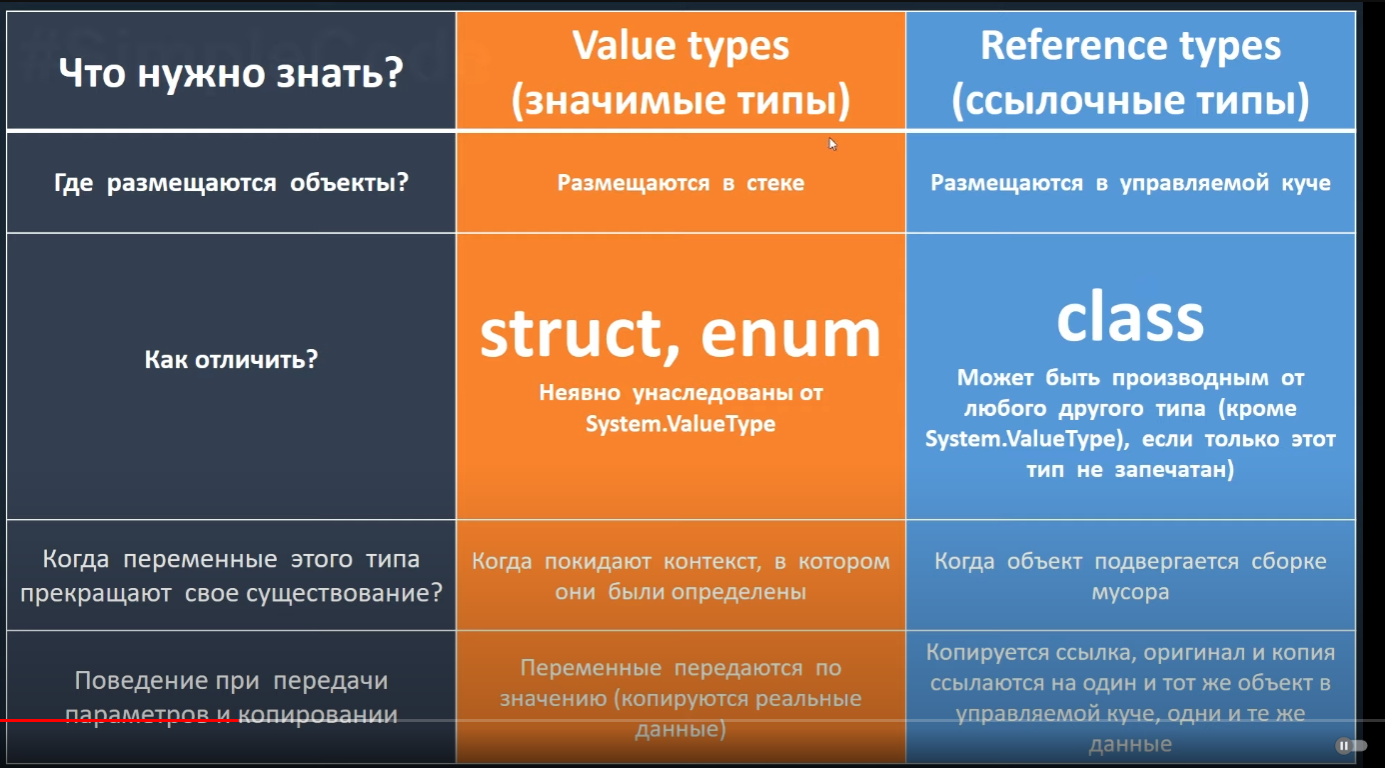 Что нужно знать?
Value types
(значимые типы)
Reference types
(ссылочные типы)
Где размещаются объекты?
Размещаются в стеке
Размещаются в управляемой куче
Как отличить?
struct, enum
Неявно унаследованы от
System.ValueType
class
Может быть производным от
любого другого типа (кроме
System.ValueType), если только этот
тип не запечатан)
Когда переменные этого типа
прекращают свое существование?
Когда покидают контекст, в котором
они были определены
Когда объект подвергается сборке
мусора
Поведение при передачи
параметров и копировании
Переменные передаются по
значению (копируются реальные
данные)
Копируется ссылка, оригинал и копия
ссылаются на один и тот же объект в
управляемой куче, одни и те же
данные